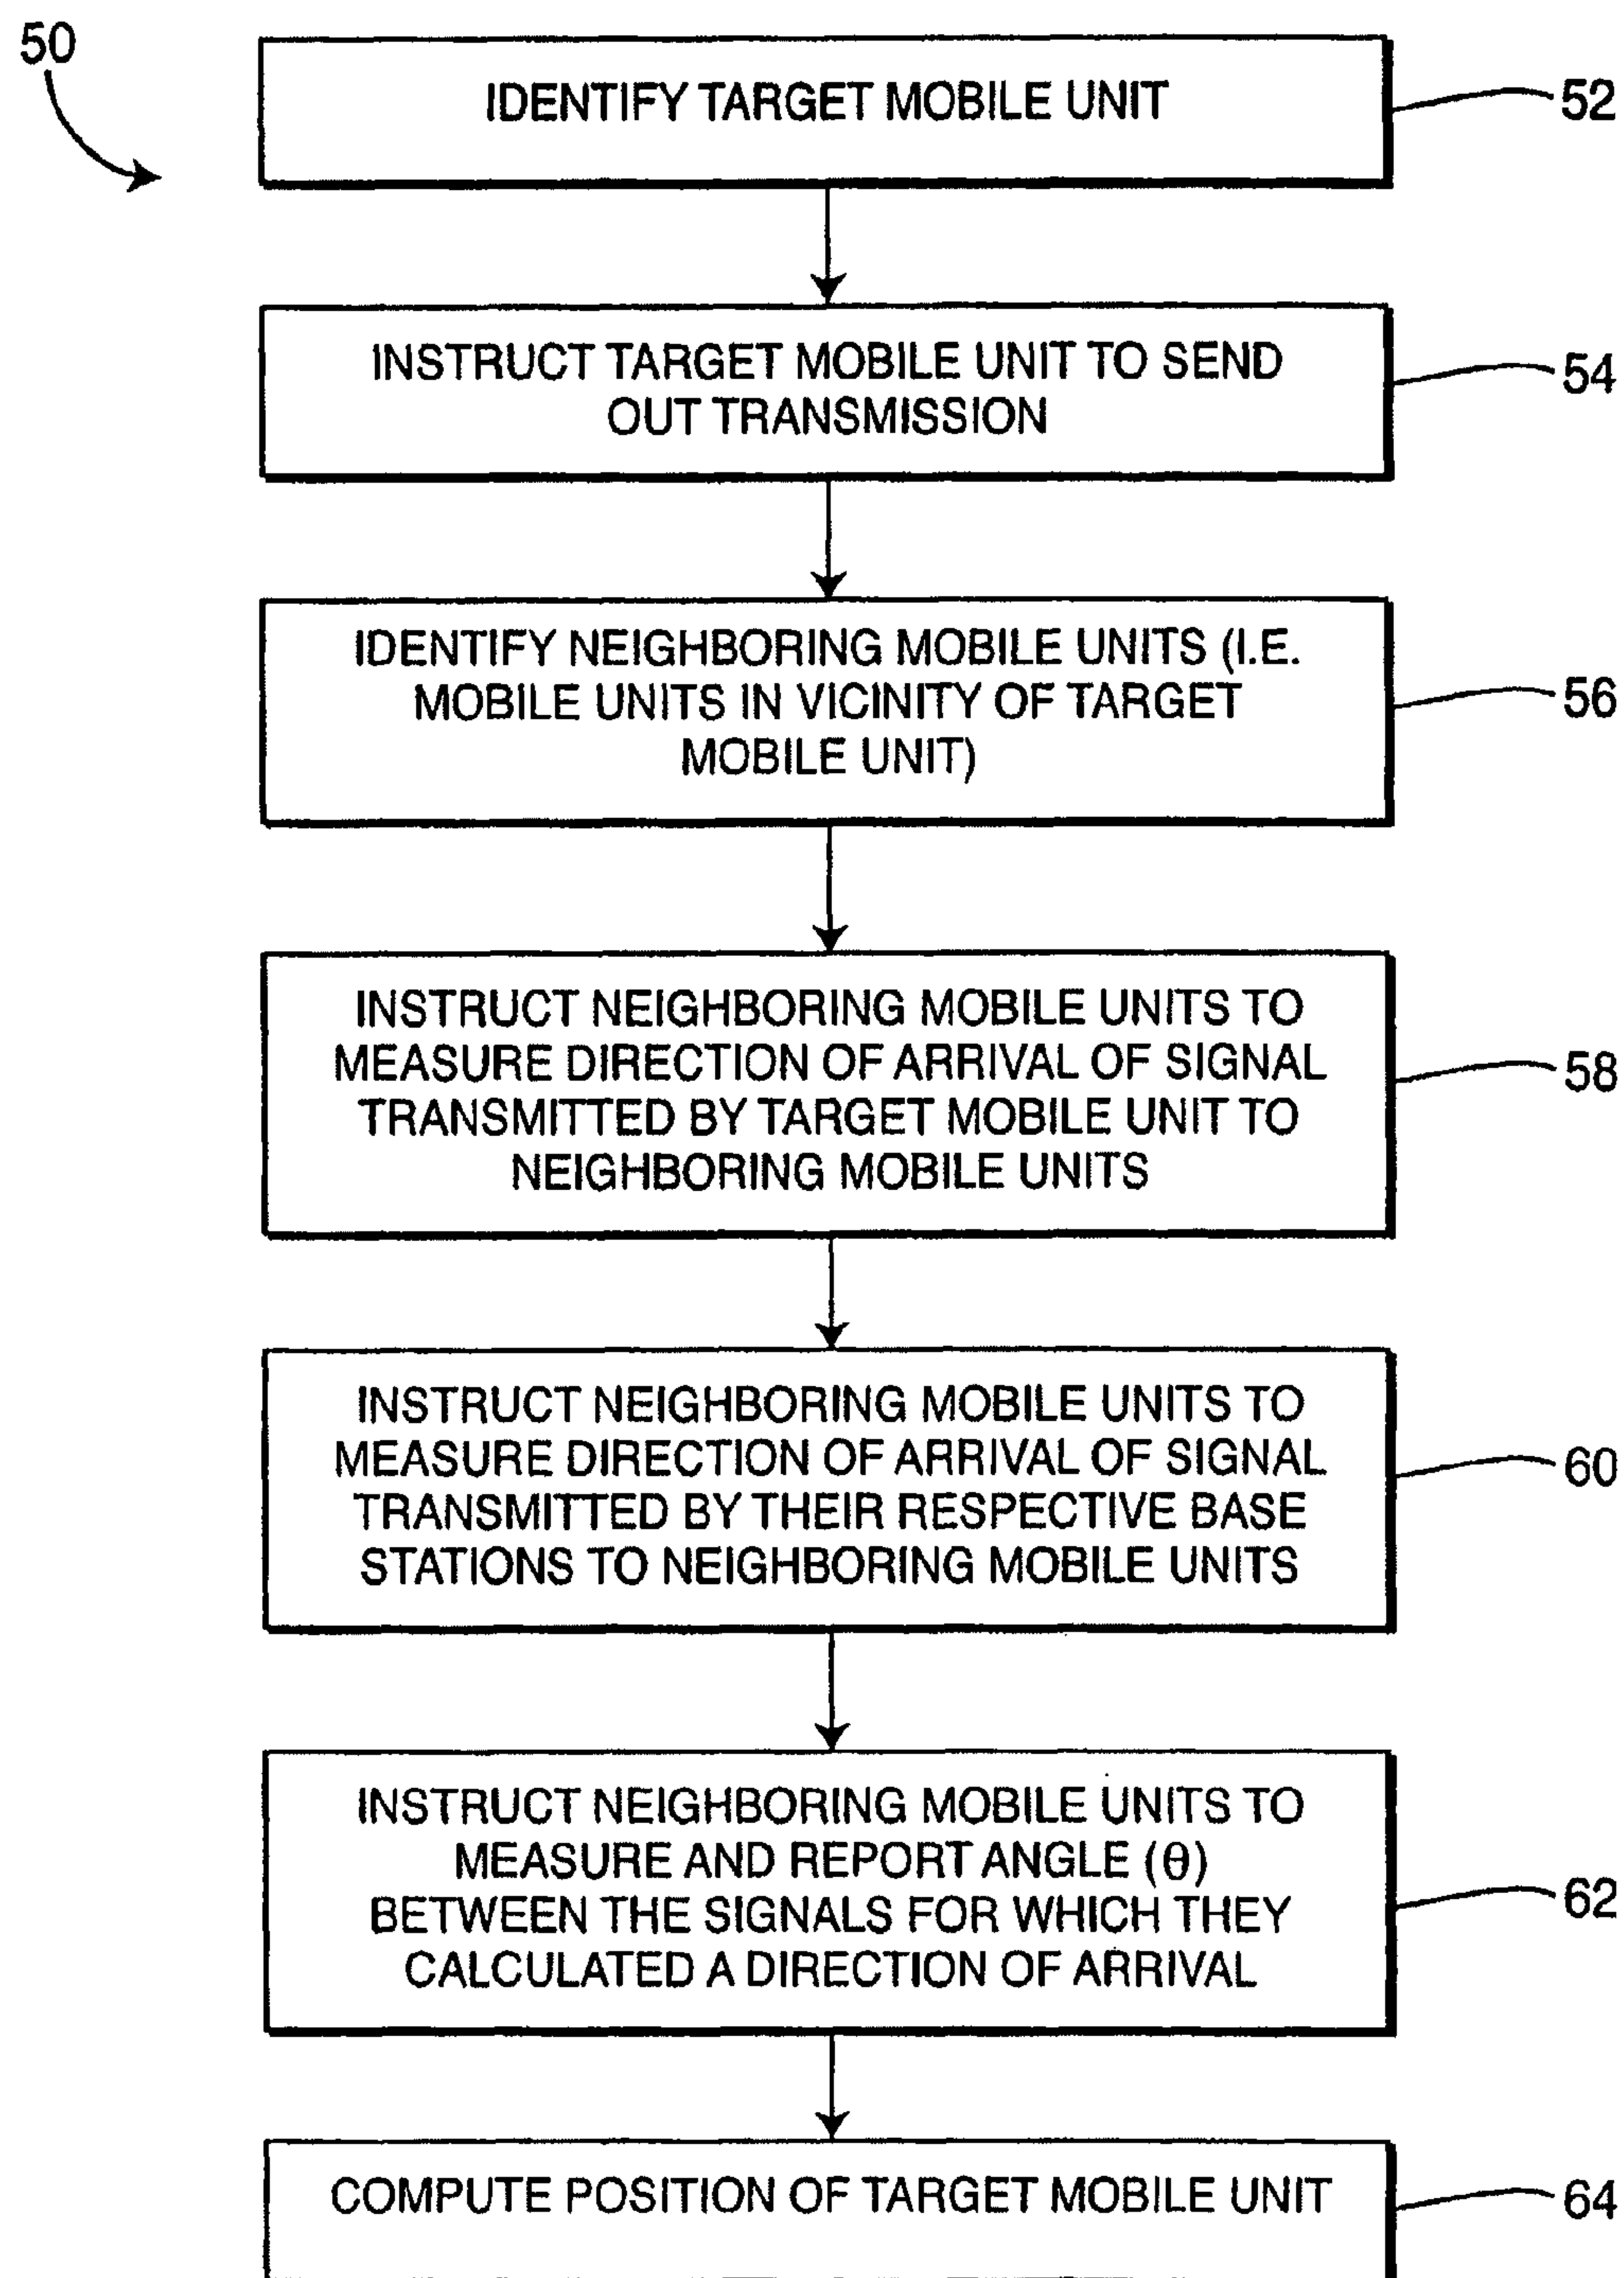 50
IDENTIFY TARGET MOBILE UNIT
52
INSTRUCT TARGET MOBILE UNIT TO SEND
OUT TRANSMISSION
54
IDENTIFY NEIGHBORING MOBILE UNITS (I.E.
MOBILE UNITS IN VICINITY OF TARGET
MOBILE UNIT)
56
INSTRUCT NEIGHBORING MOBILE UNITS TO
MEASURE DIRECTION OF ARRIVAL OF SIGNAL
TRANSMITTED BY TARGET MOBILE UNIT TO
NEIGHBORING MOBILE UNITS
58
INSTRUCT NEIGHBORING MOBILE UNITS TO
MEASURE DIRECTION OF ARRIVAL OF SIGNAL
TRANSMITTED BY THEIR RESPECTIVE BASE
STATIONS TO NEIGHBORING MOBILE UNITS
60
INSTRUCT NEIGHBORING MOBILE UNITS TO
MEASURE AND REPORT ANGLE (θ)
BETWEEN THE SIGNALS FOR WHICH THEY
CALCULATED A DIRECTION OF ARRIVAL
62
COMPUTE POSITION OF TARGET MOBILE UNIT
64